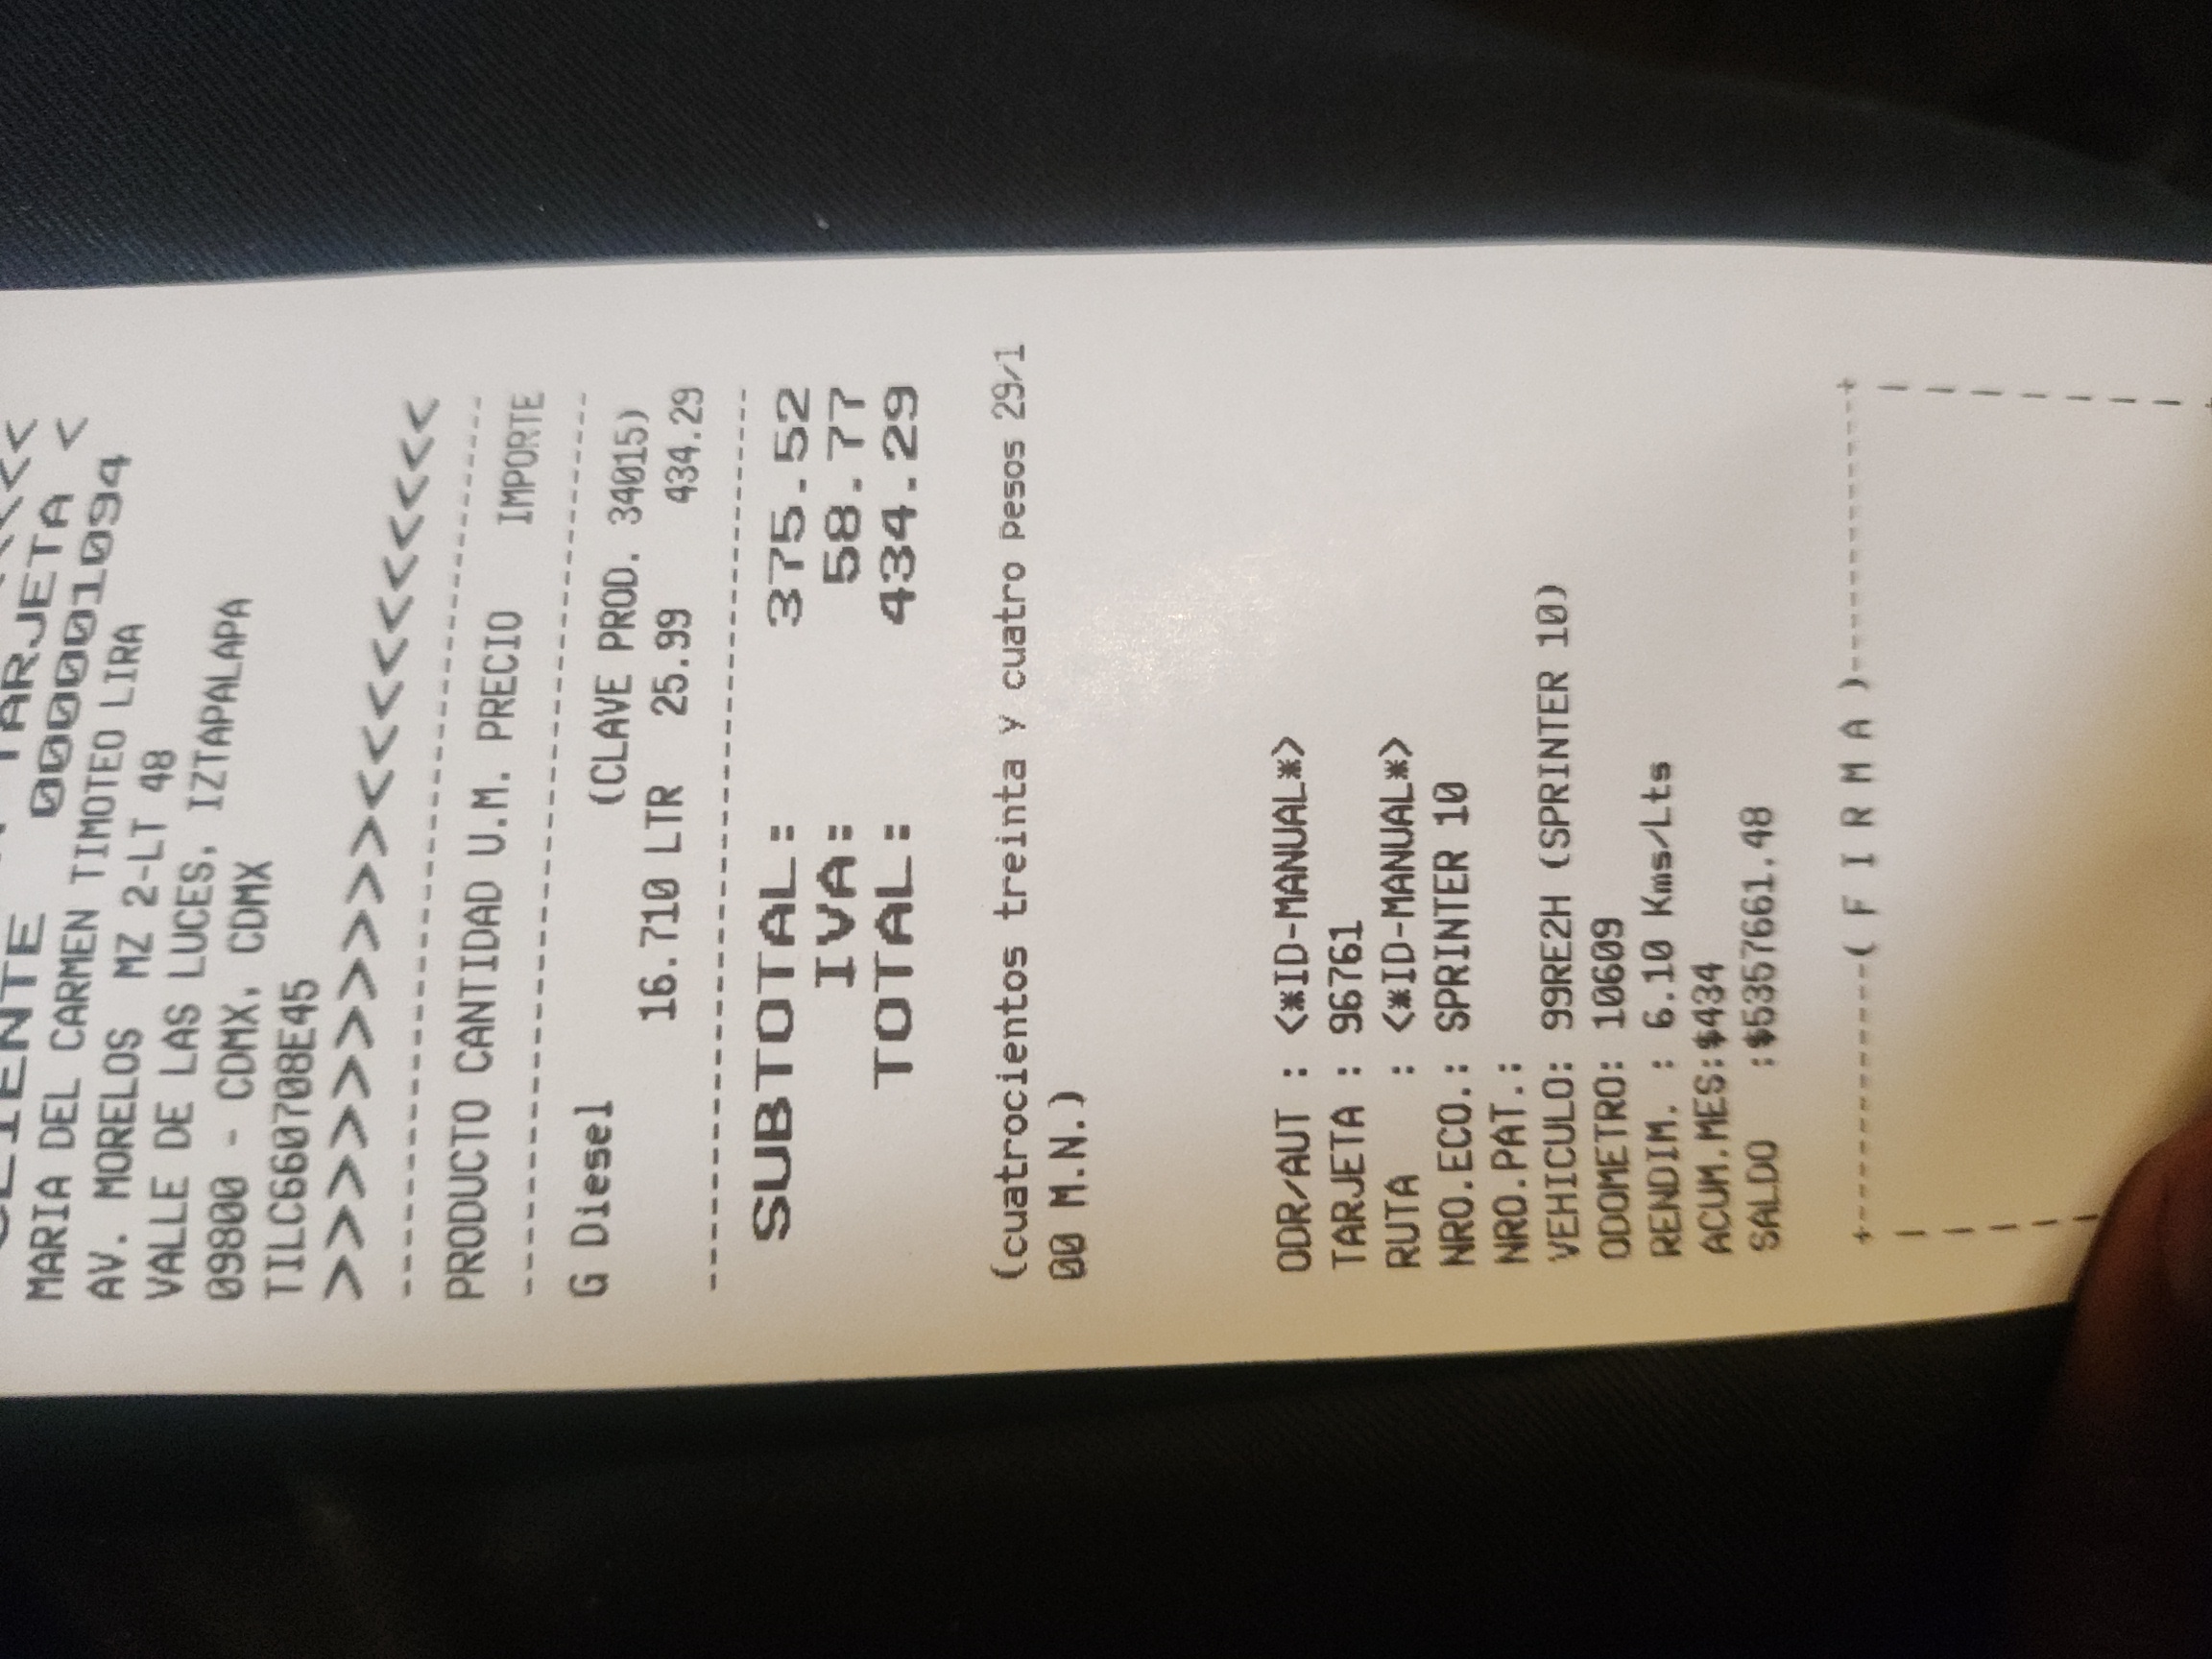 CLIENTE TARJETA <
0000001094
MARIA DEL CARMEN TIMOTEO LIRA
AV. MORELOS MZ 2-LT 48
VALLE DE LAS LUCES, IZTAPALAPA
09800 - CDMX, CDMX
TILC660708E45
>>>>>>>>>><<<<<<<<<<
--------------------------------
PRODUCTO CANTIDAD U.M. PRECIO IMPORTE
--------------------------------
G Diesel (CLAVE PROD. 34015)
16.710 LTR 25.99 434.29
--------------------------------
SUBTOTAL: 375.52
IVA: 58.77
TOTAL: 434.29
(cuatrocientos treinta y cuatro pesos 29/1
00 M.N.)
ODR/AUT : <*ID-MANUAL*>
TARJETA : 96761
RUTA : <*ID-MANUAL*>
NRO.ECO.: SPRINTER 10
NRO.PAT.:
VEHICULO: 99RE2H (SPRINTER 10)
ODOMETRO: 10609
RENDIM. : 6.10 Kms/Lts
ACUM.MES:$434
SALDO :$5357661.48
+------------( F I R M A )------------+